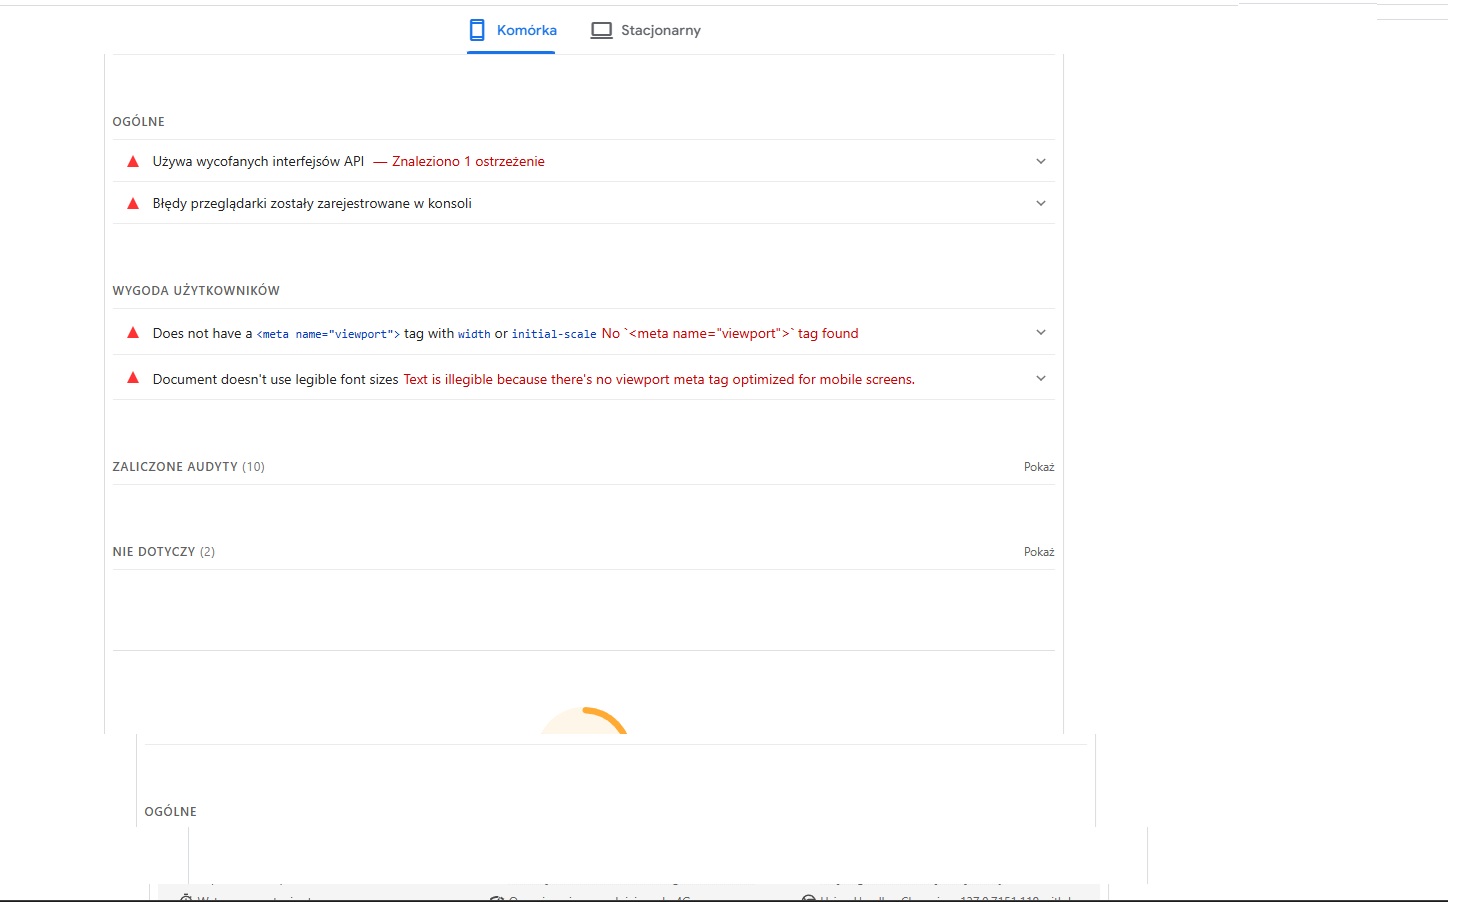 Komórka Stacjonarny
OGÓLNE
Używa wycofanych interfejsów API — Znaleziono 1 ostrzeżenie
Błędy przeglądarki zostały zarejestrowane w konsoli
WYGODA UŻYTKOWNIKÓW
Does not have a <meta name="viewport"> tag with width or initial-scale No `<meta name="viewport">` tag found
Document doesn't use legible font sizes Text is illegible because there's no viewport meta tag optimized for mobile screens.
ZALICZONE AUDYTY (10) Pokaż
NIE DOTYCZY (2) Pokaż
OGÓLNE